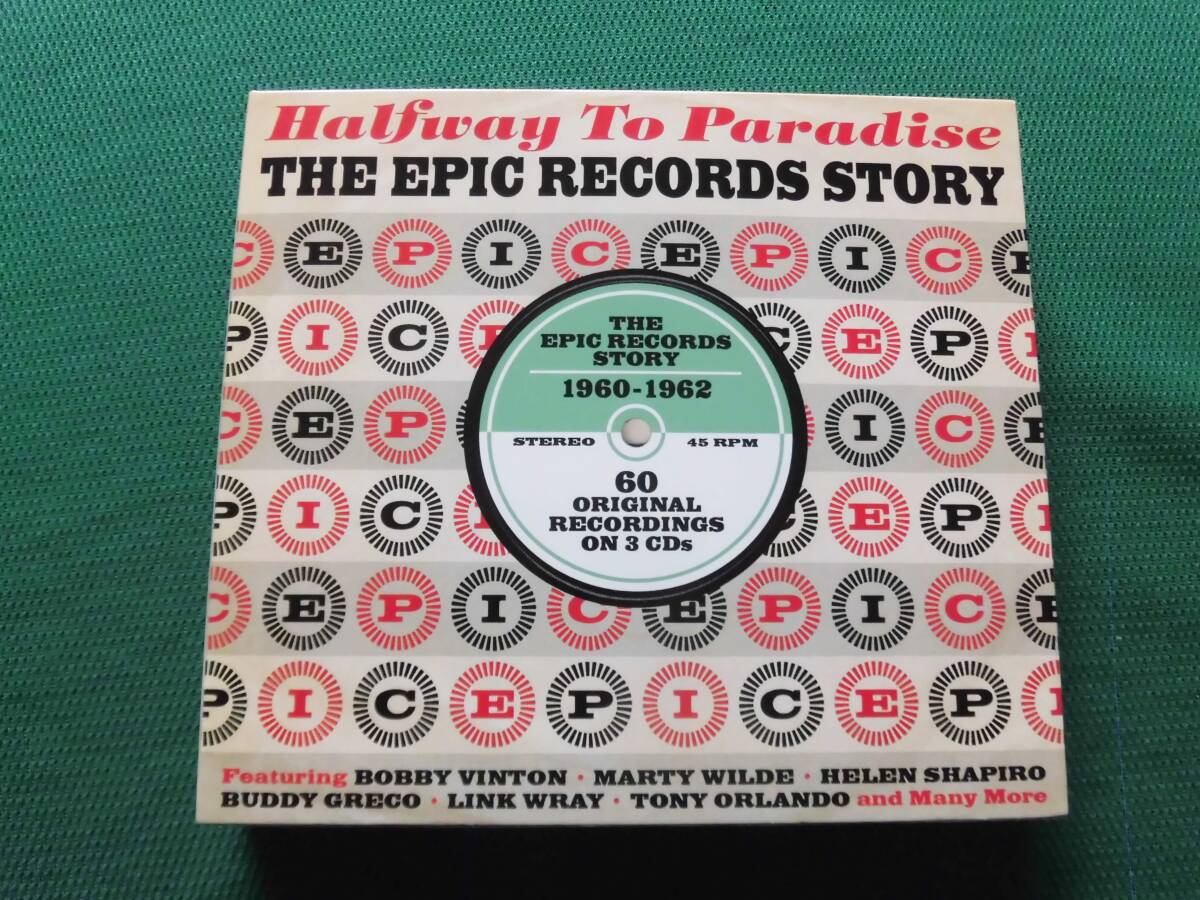 Halfway To Paradise
THE EPIC RECORDS STORY
C E P I C E P I C E
P I C E E P I
C E P I C E
P I C E P I
C E P I C E P I C E
P I C E P I C E P I
THE
EPIC RECORDS
STORY
1960-1962
STEREO 45 RPM
60
ORIGINAL
RECORDINGS
ON 3 CDs
Featuring BOBBY VINTON • MARTY WILDE • HELEN SHAPIRO
BUDDY GRECO • LINK WRAY • TONY ORLANDO and Many More